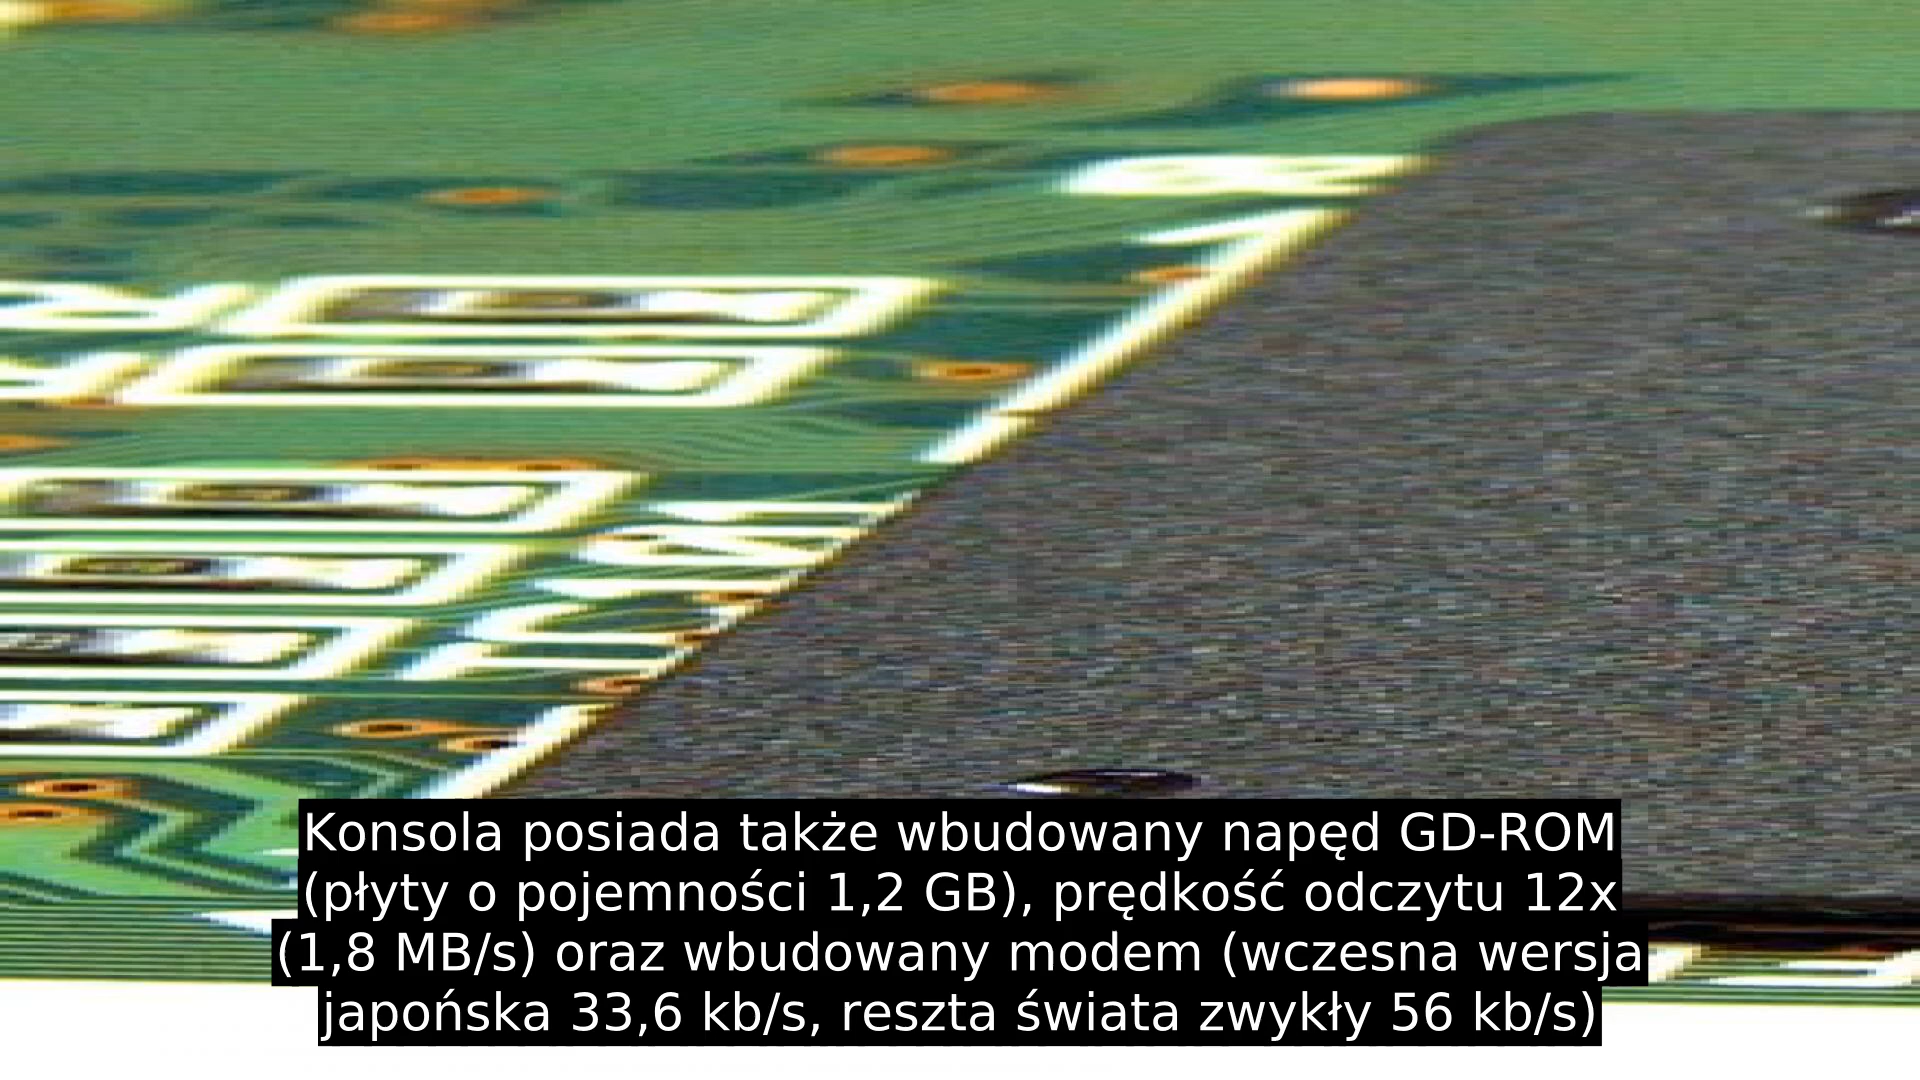 Konsola posiada także wbudowany napęd GD-ROM
(płyty o pojemności 1,2 GB), prędkość odczytu 12x
(1,8 MB/s) oraz wbudowany modem (wczesna wersja
japońska 33,6 kb/s, reszta świata zwykły 56 kb/s)